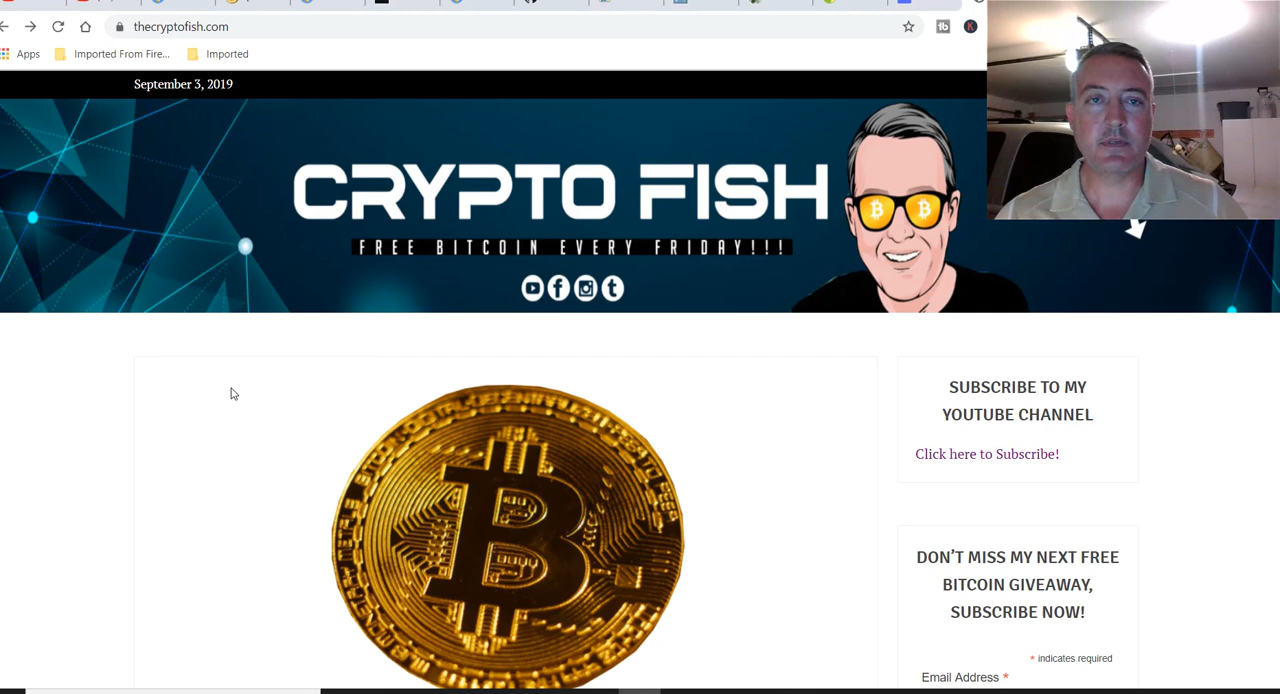 thecryptofish.com
Apps
Imported From Fire...
Imported
September 3, 2019
CRYPTO FISH
FREE BITCOIN EVERY FRIDAY!!!
SUBSCRIBE TO MY
YOUTUBE CHANNEL
Click here to Subscribe!
DON’T MISS MY NEXT FREE
BITCOIN GIVEAWAY,
SUBSCRIBE NOW!
* indicates required
Email Address *